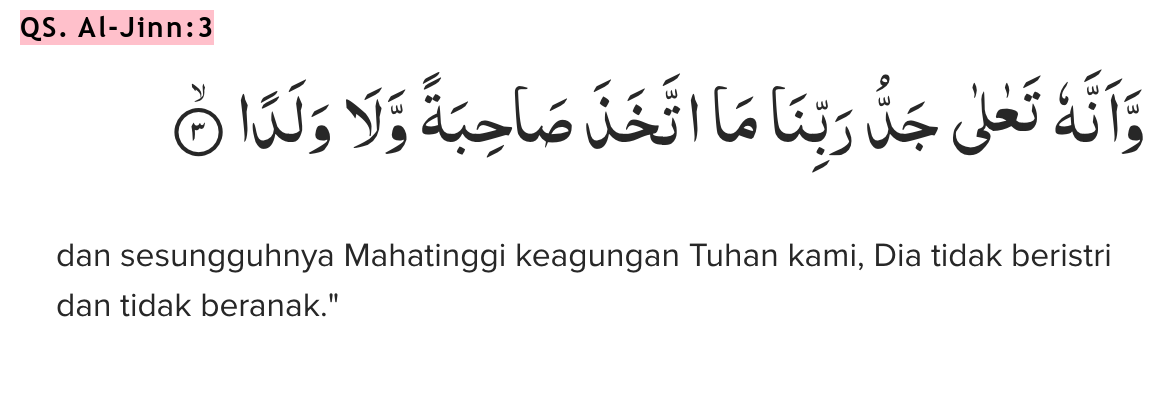 QS. Al-Jinn:3
وَّاَنَّهٗ تَعٰلٰى جَدُّ رَبِّنَا مَا اتَّخَذَ صَاحِبَةً وَّلَا وَلَدًاۙ ٣
dan sesungguhnya Mahatinggi keagungan Tuhan kami, Dia tidak beristri
dan tidak beranak."